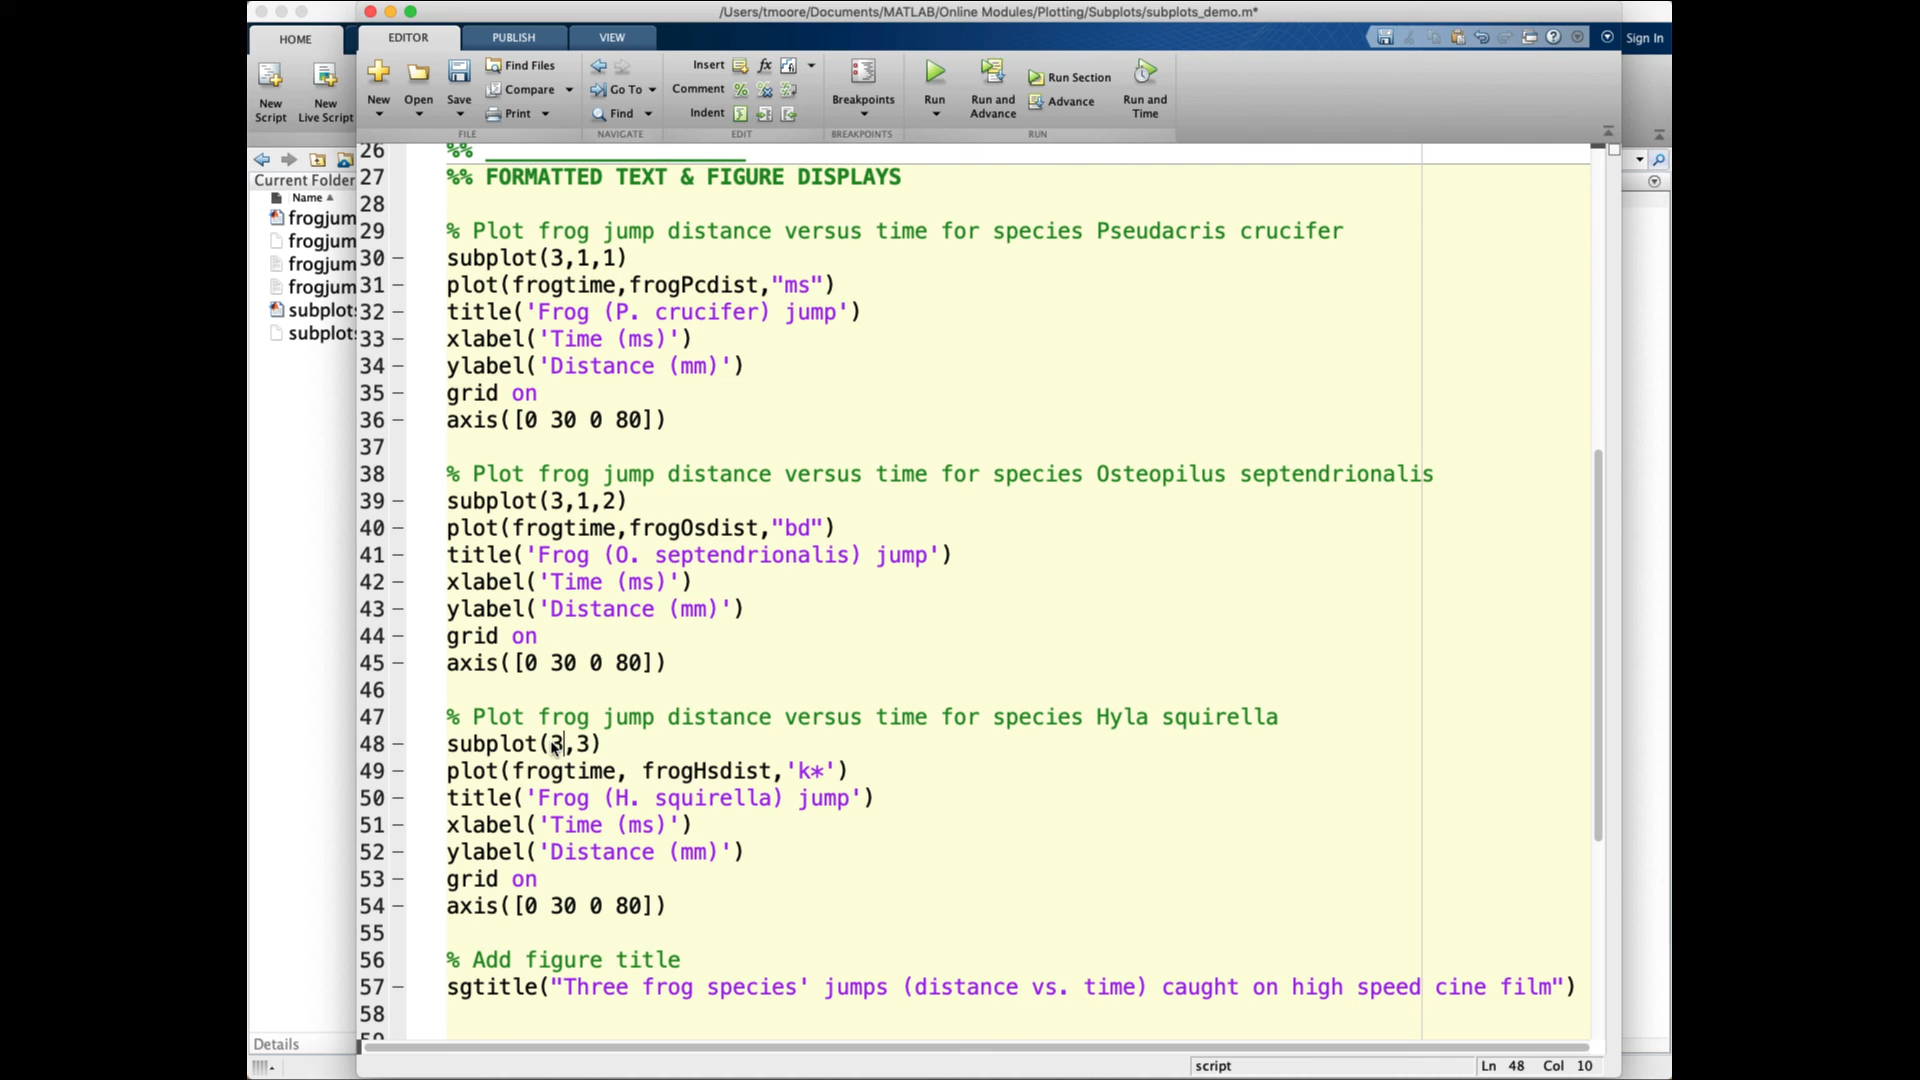 /Users/tmoore/Documents/MATLAB/Online Modules/Plotting/Subplots/subplots_demo.m*
HOME
EDITOR
PUBLISH
VIEW
Sign In
New Script
New Live Script
New
Open
Save
Find Files
Compare
Print
Go To
Find
Insert
fx
Comment
Indent
Breakpoints
Run
Run and Advance
Run Section
Advance
Run and Time
FILE
NAVIGATE
EDIT
BREAKPOINTS
RUN
Current Folder
Name
frogjum
frogjum
frogjum
frogjum
subplots
subplots
Details
26 %% ____________________
27 %% FORMATTED TEXT & FIGURE DISPLAYS
28
29 % Plot frog jump distance versus time for species Pseudacris crucifer
30 – subplot(3,1,1)
31 – plot(frogtime,frogPcdist,"ms")
32 – title('Frog (P. crucifer) jump')
33 – xlabel('Time (ms)')
34 – ylabel('Distance (mm)')
35 – grid on
36 – axis([0 30 0 80])
37
38 % Plot frog jump distance versus time for species Osteopilus septendrionalis
39 – subplot(3,1,2)
40 – plot(frogtime,frogOsdist,"bd")
41 – title('Frog (O. septendrionalis) jump')
42 – xlabel('Time (ms)')
43 – ylabel('Distance (mm)')
44 – grid on
45 – axis([0 30 0 80])
46
47 % Plot frog jump distance versus time for species Hyla squirella
48 – subplot(3,3)
49 – plot(frogtime, frogHsdist,'k*')
50 – title('Frog (H. squirella) jump')
51 – xlabel('Time (ms)')
52 – ylabel('Distance (mm)')
53 – grid on
54 – axis([0 30 0 80])
55
56 % Add figure title
57 – sgtitle("Three frog species' jumps (distance vs. time) caught on high speed cine film")
58
59
script
Ln 48 Col 10